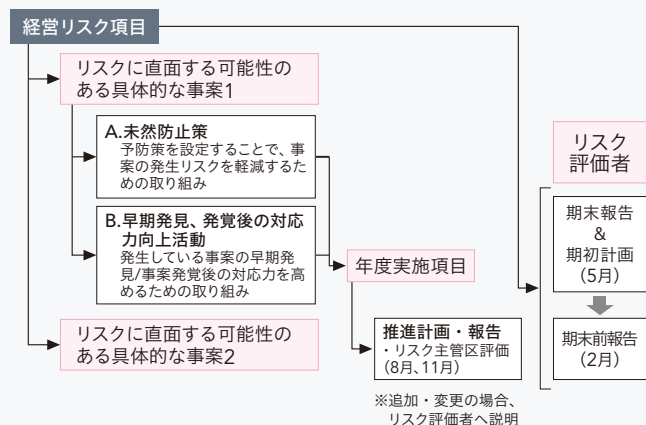 経営リスク項目
リスクに直面する可能性の
ある具体的な事案1
A.未然防止策
予防策を設定することで、事
案の発生リスクを軽減するた
めの取り組み
B.早期発見、発覚後の対応
力向上活動
発生している事案の早期発
見/事案発覚後の対応力を高
めるための取り組み
リスクに直面する可能性の
ある具体的な事案2
年度実施項目
推進計画・報告
・リスク主管区評価
（8月、11月）
※追加・変更の場合、
リスク評価者へ説明
リスク
評価者
期末報告
&
期初計画
（5月）
期末前報告
（2月）